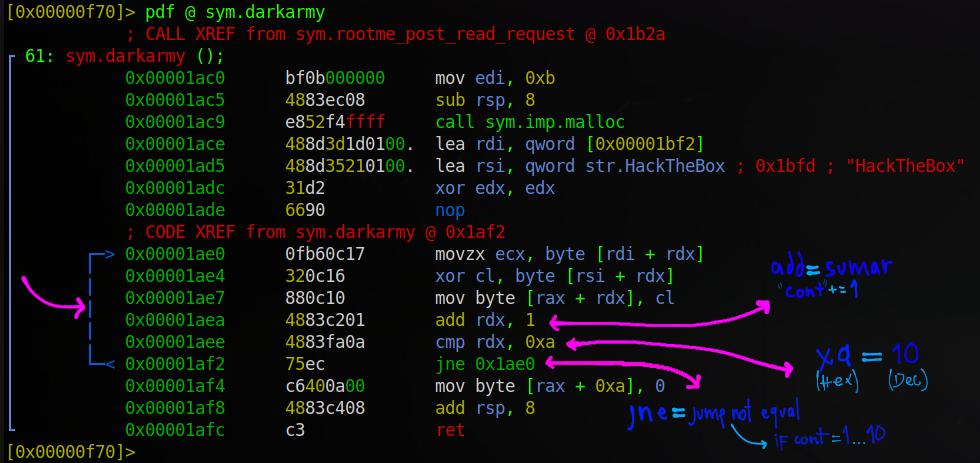 [0x00000f70]> pdf @ sym.darkarmy
; CALL XREF from sym.rootme_post_read_request @ 0x1b2a
61: sym.darkarmy ();
0x00001ac0 bf0b000000 mov edi, 0xb
0x00001ac5 4883ec08 sub rsp, 8
0x00001ac9 e852f4ffff call sym.imp.malloc
0x00001ace 488d3d1d0100. lea rdi, qword [0x00001bf2]
0x00001ad5 488d35210100. lea rsi, qword str.HackTheBox ; 0x1bfd ; "HackTheBox"
0x00001adc 31d2 xor edx, edx
0x00001ade 6690 nop
; CODE XREF from sym.darkarmy @ 0x1af2
> 0x00001ae0 0fb60c17 movzx ecx, byte [rdi + rdx]
0x00001ae4 320c16 xor cl, byte [rsi + rdx]
0x00001ae7 880c10 mov byte [rax + rdx], cl
0x00001aea 4883c201 add rdx, 1
0x00001aee 4883fa0a cmp rdx, 0xa
< 0x00001af2 75ec jne 0x1ae0
0x00001af4 c6400a00 mov byte [rax + 0xa], 0
0x00001af8 4883c408 add rsp, 8
0x00001afc c3 ret
[0x00000f70]>
add = sumar
"cont" += 1
xa = 10
(Hex) (Dec)
jne = jump not equal
if cont = 1...10